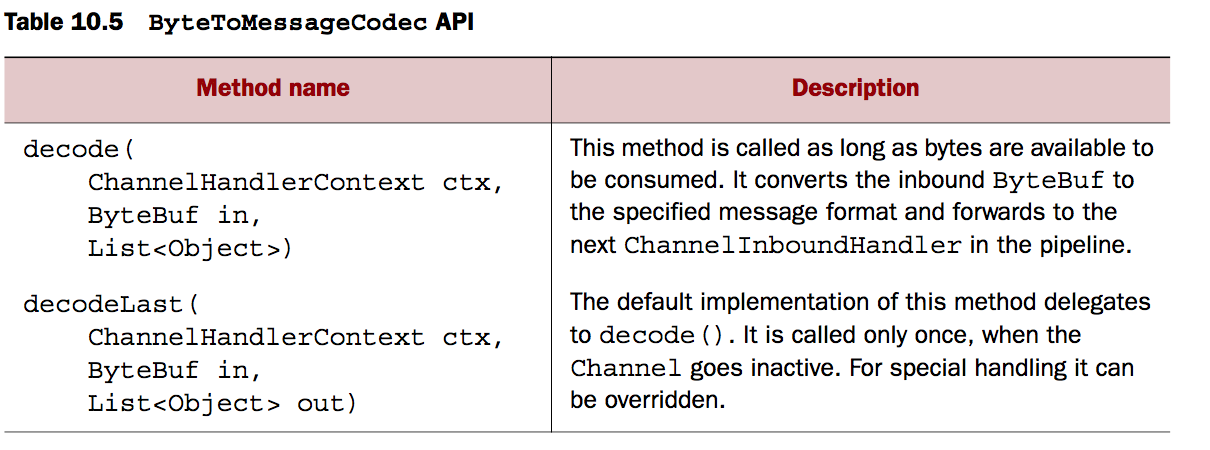 Table 10.5 ByteToMessageCodec API
Method name
Description
decode(
ChannelHandlerContext ctx,
ByteBuf in,
List<Object>)
This method is called as long as bytes are available to
be consumed. It converts the inbound ByteBuf to
the specified message format and forwards to the
next ChannelInboundHandler in the pipeline.
decodeLast(
ChannelHandlerContext ctx,
ByteBuf in,
List<Object> out)
The default implementation of this method delegates
to decode(). It is called only once, when the
Channel goes inactive. For special handling it can
be overridden.